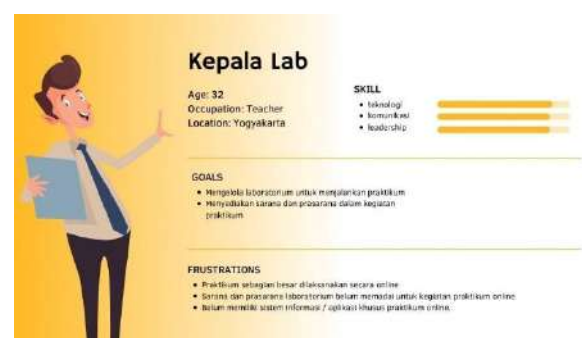 Kepala Lab
Age: 32
Occupation: Teacher
Location: Yogyakarta
SKILL
• teknologi
• komunikasi
• leadership
GOALS
• Mengelola laboratorium untuk menjalankan praktikum
• Menyediakan sarana dan prasarana dalam kegiatan
praktikum
FRUSTRATIONS
• Praktikum sebagian besar dilaksanakan secara online
• Sarana dan prasarana laboratorium belum memadai untuk kegiatan praktikum online
• Belum memiliki sistem informasi / aplikasi khusus praktikum online.